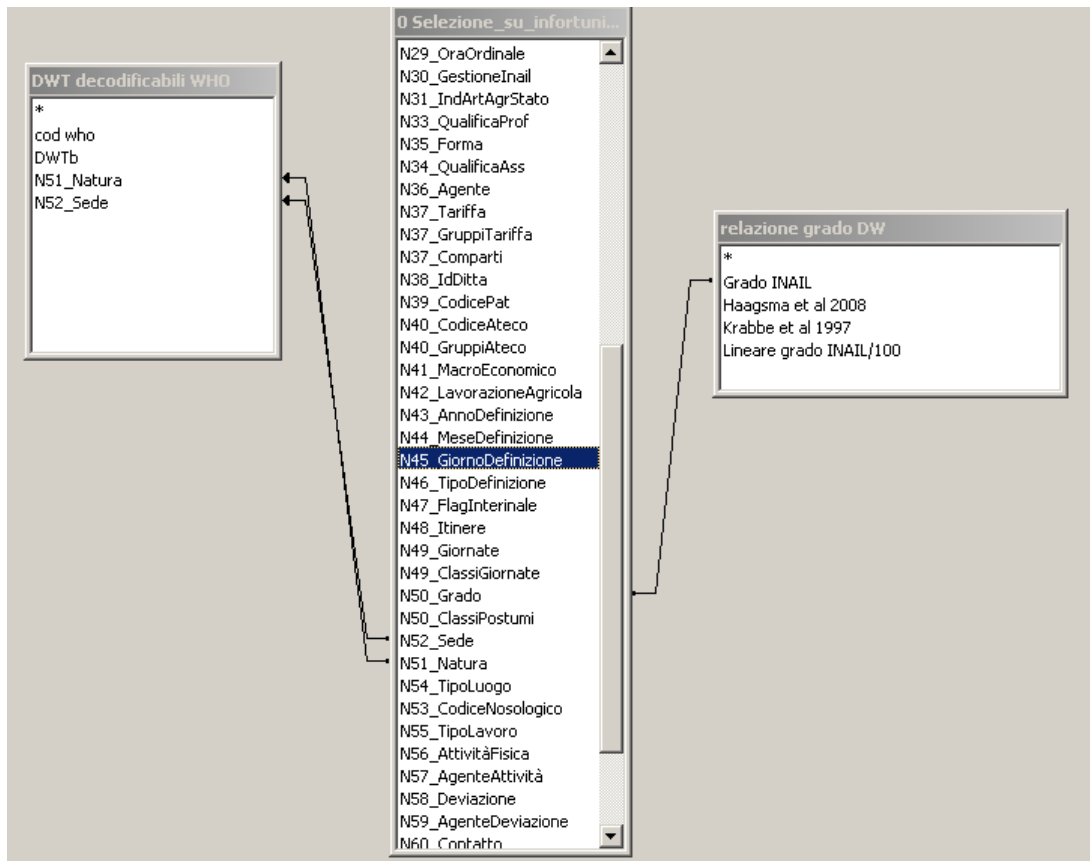 DWT decodificabili WHO
*
cod who
DWTb
N51_Natura
N52_Sede
0 Selezione_su_infortuni...
N29_OraOrdinale
N30_GestioneInail
N31_IndArtAgrStato
N33_QualificaProf
N35_Forma
N34_QualificaAss
N36_Agente
N37_Tariffa
N37_GruppiTariffa
N37_Comparti
N38_IdDitta
N39_CodicePat
N40_CodiceAteco
N40_GruppiAteco
N41_MacroEconomico
N42_LavorazioneAgricola
N43_AnnoDefinizione
N44_MeseDefinizione
N45_GiornoDefinizione
N46_TipoDefinizione
N47_FlagInterinale
N48_Itinere
N49_Giornate
N49_ClassiGiornate
N50_Grado
N50_ClassiPostumi
N52_Sede
N51_Natura
N54_TipoLuogo
N53_CodiceNosologico
N55_TipoLavoro
N56_AttivitàFisica
N57_AgenteAttività
N58_Deviazione
N59_AgenteDeviazione
N60_Contatto
relazione grado DW
*
Grado INAIL
Haagsma et al 2008
Krabbe et al 1997
Lineare grado INAIL/100